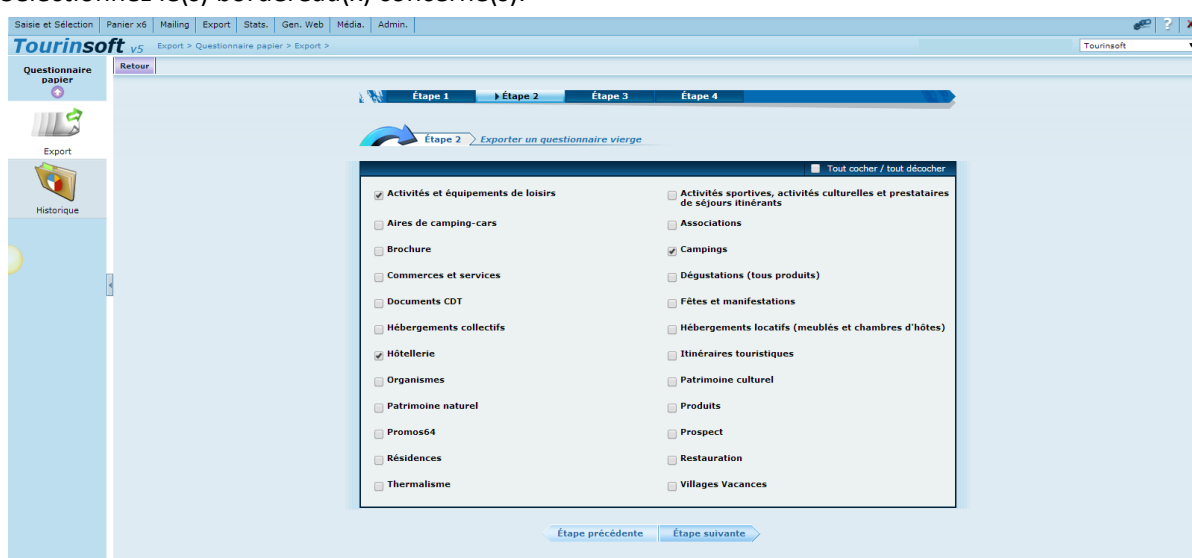 Sélectionnez le(s) bordereau(x) concerné(s).
Saisie et Sélection Panier x6 Mailing Export Stats. Gen. Web Média. Admin. ?
Tourinsoft v5 Export > Questionnaire papier > Export > Tourinsoft
Questionnaire papier
Retour
Export
Historique
Étape 1 Étape 2 Étape 3 Étape 4
Étape 2 Exporter un questionnaire vierge
Tout cocher / tout décocher
Activités et équipements de loisirs
Activités sportives, activités culturelles et prestataires
de séjours itinérants
Aires de camping-cars
Associations
Brochure
Campings
Commerces et services
Dégustations (tous produits)
Documents CDT
Fêtes et manifestations
Hébergements collectifs
Hébergements locatifs (meublés et chambres d'hôtes)
Hôtellerie
Itinéraires touristiques
Organismes
Patrimoine culturel
Patrimoine naturel
Produits
Promos64
Prospect
Résidences
Restauration
Thermalisme
Villages Vacances
Étape précédente Étape suivante